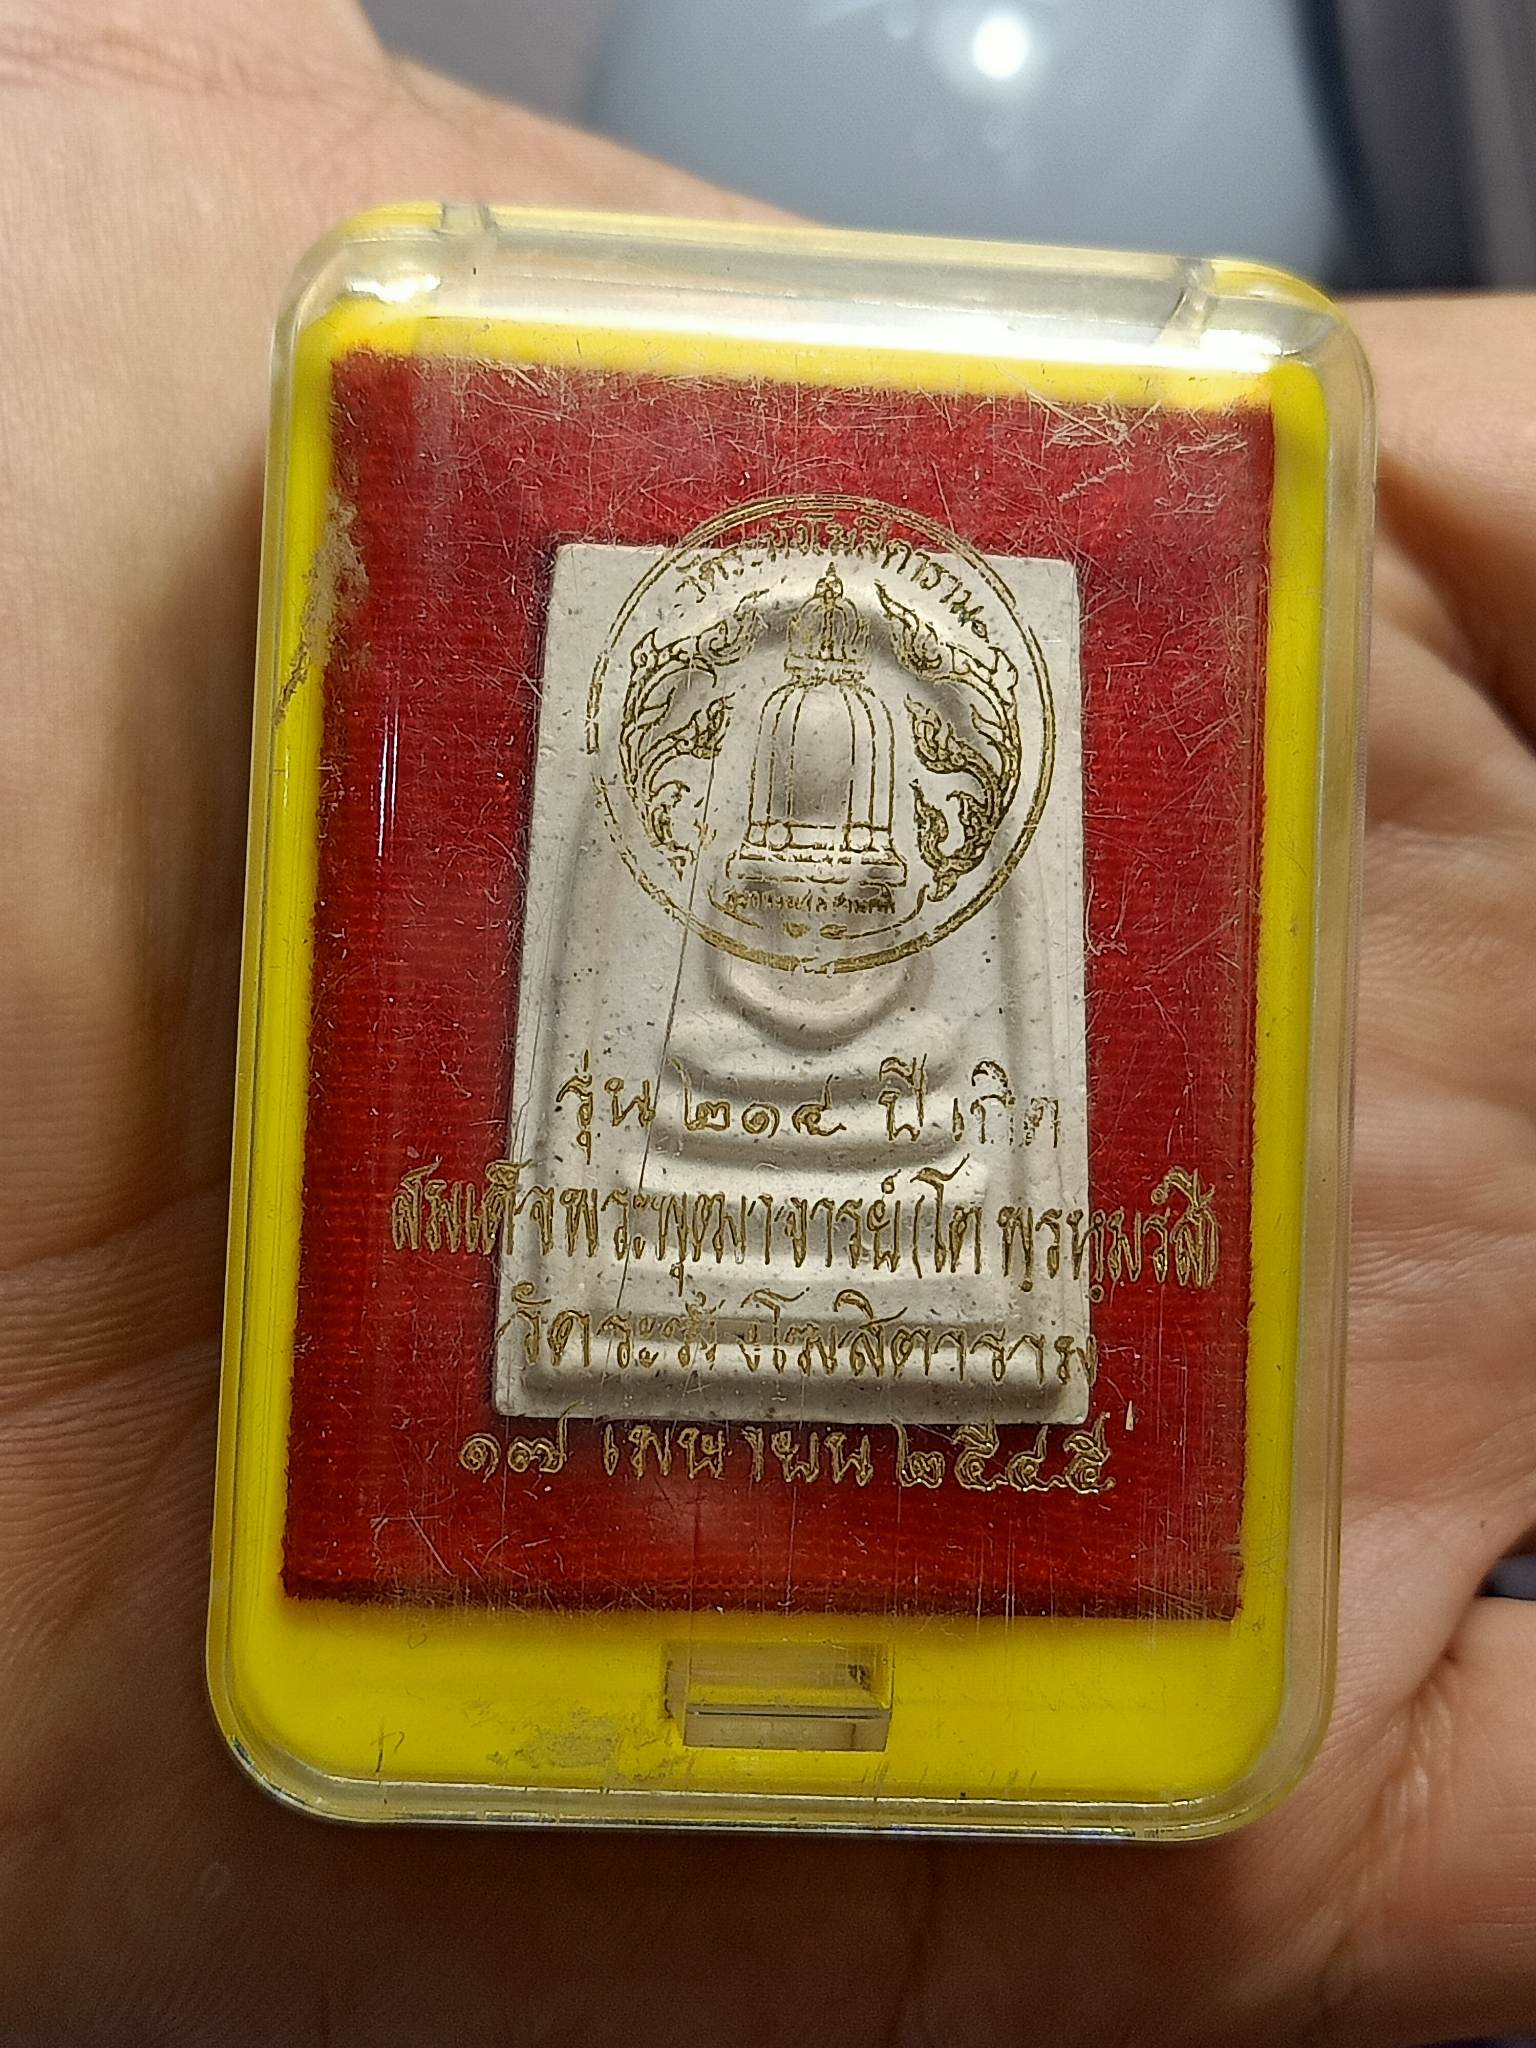 วัดระฆังโฆสิตาราม
รุ่น ๒๑๔ ปี เกิด
สมเด็จพระพุฒาจารย์ (โต พฺรหฺมรํสี)
วัดระฆังโฆสิตาราม
๑๗ เมษายน ๒๕๔๕